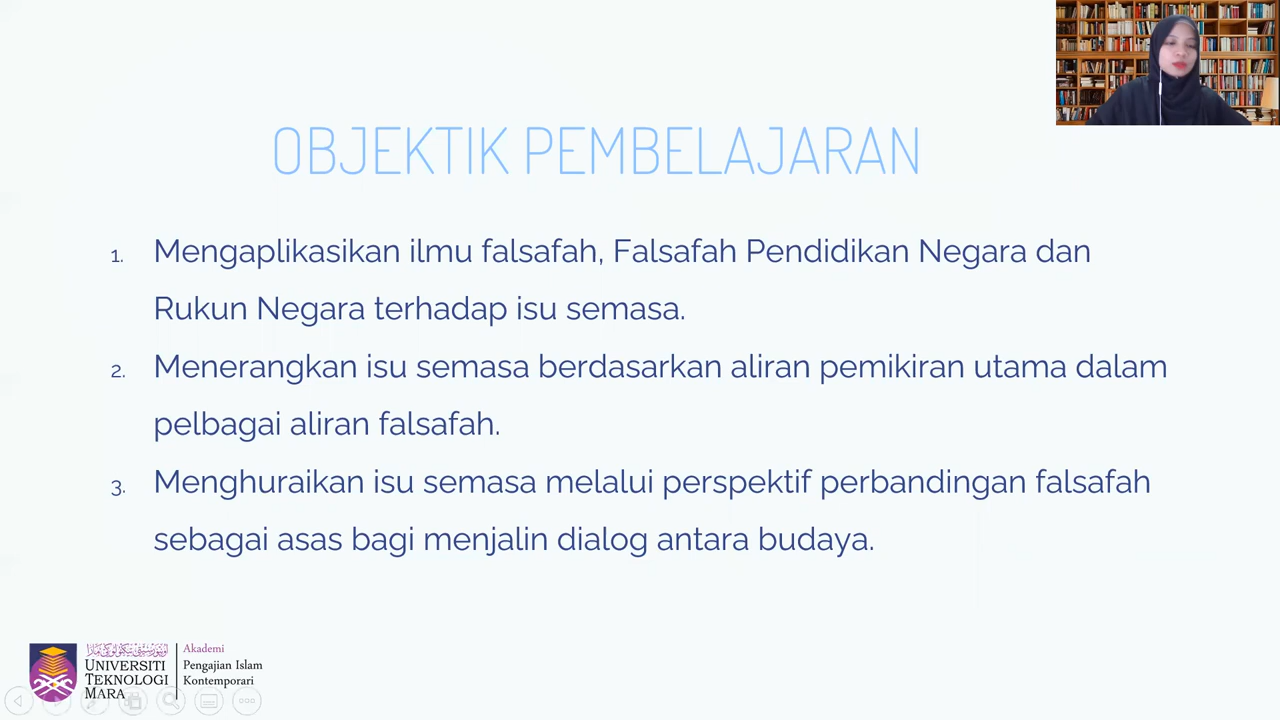 OBJEKTIK PEMBELAJARAN
1. Mengaplikasikan ilmu falsafah, Falsafah Pendidikan Negara dan
Rukun Negara terhadap isu semasa.
2. Menerangkan isu semasa berdasarkan aliran pemikiran utama dalam
pelbagai aliran falsafah.
3. Menghuraikan isu semasa melalui perspektif perbandingan falsafah
sebagai asas bagi menjalin dialog antara budaya.
UNIVERSITI
TEKNOLOGI
MARA
Akademi
Pengajian Islam
Kontemporari